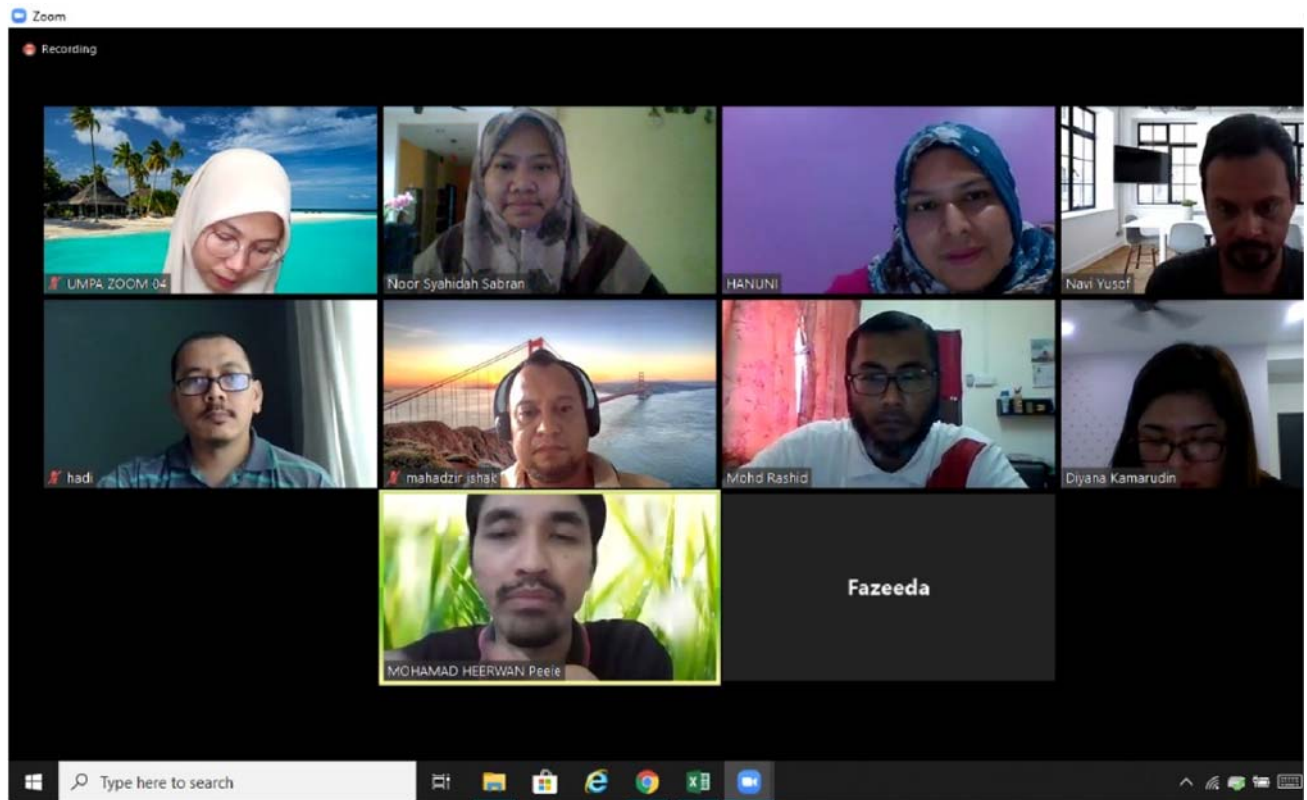 Zoom
Recording
UMPA ZOOM 04
Noor Syahidah Sabran
HANUNI
Navi Yusof
hadi
mahadzir ishak
Mohd Rashid
Diyana Kamarudin
MOHAMAD HEERWAN Peeie
Fazeeda
Type here to search